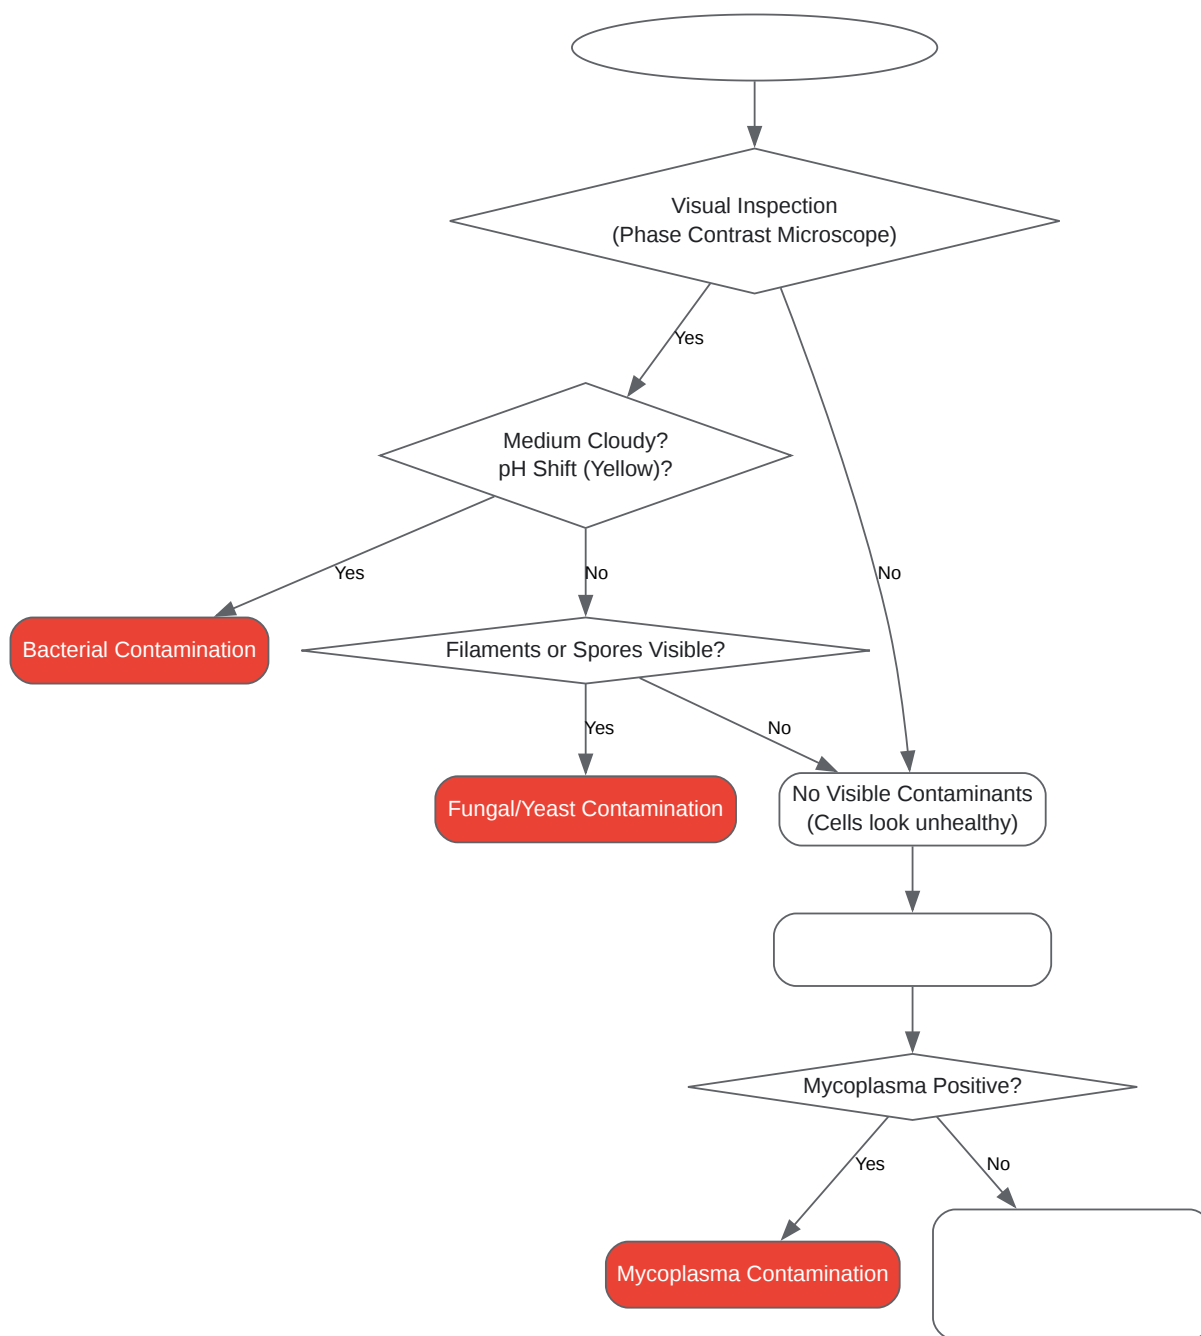 Visual Inspection
(Phase Contrast Microscope)
Yes
Medium Cloudy?
pH Shift (Yellow)?
Yes
No
No
Bacterial Contamination
Filaments or Spores Visible?
Yes
No
No Visible Contaminants
(Cells look unhealthy)
Fungal/Yeast Contamination
Mycoplasma Positive?
Yes
No
Mycoplasma Contamination